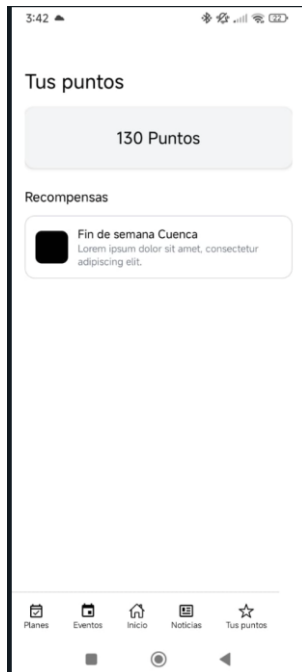 3:42
22
Tus puntos
130 Puntos
Recompensas
Fin de semana Cuenca
Lorem ipsum dolor sit amet, consectetur
adipiscing elit.
Planes
Eventos
Inicio
Noticias
Tus puntos